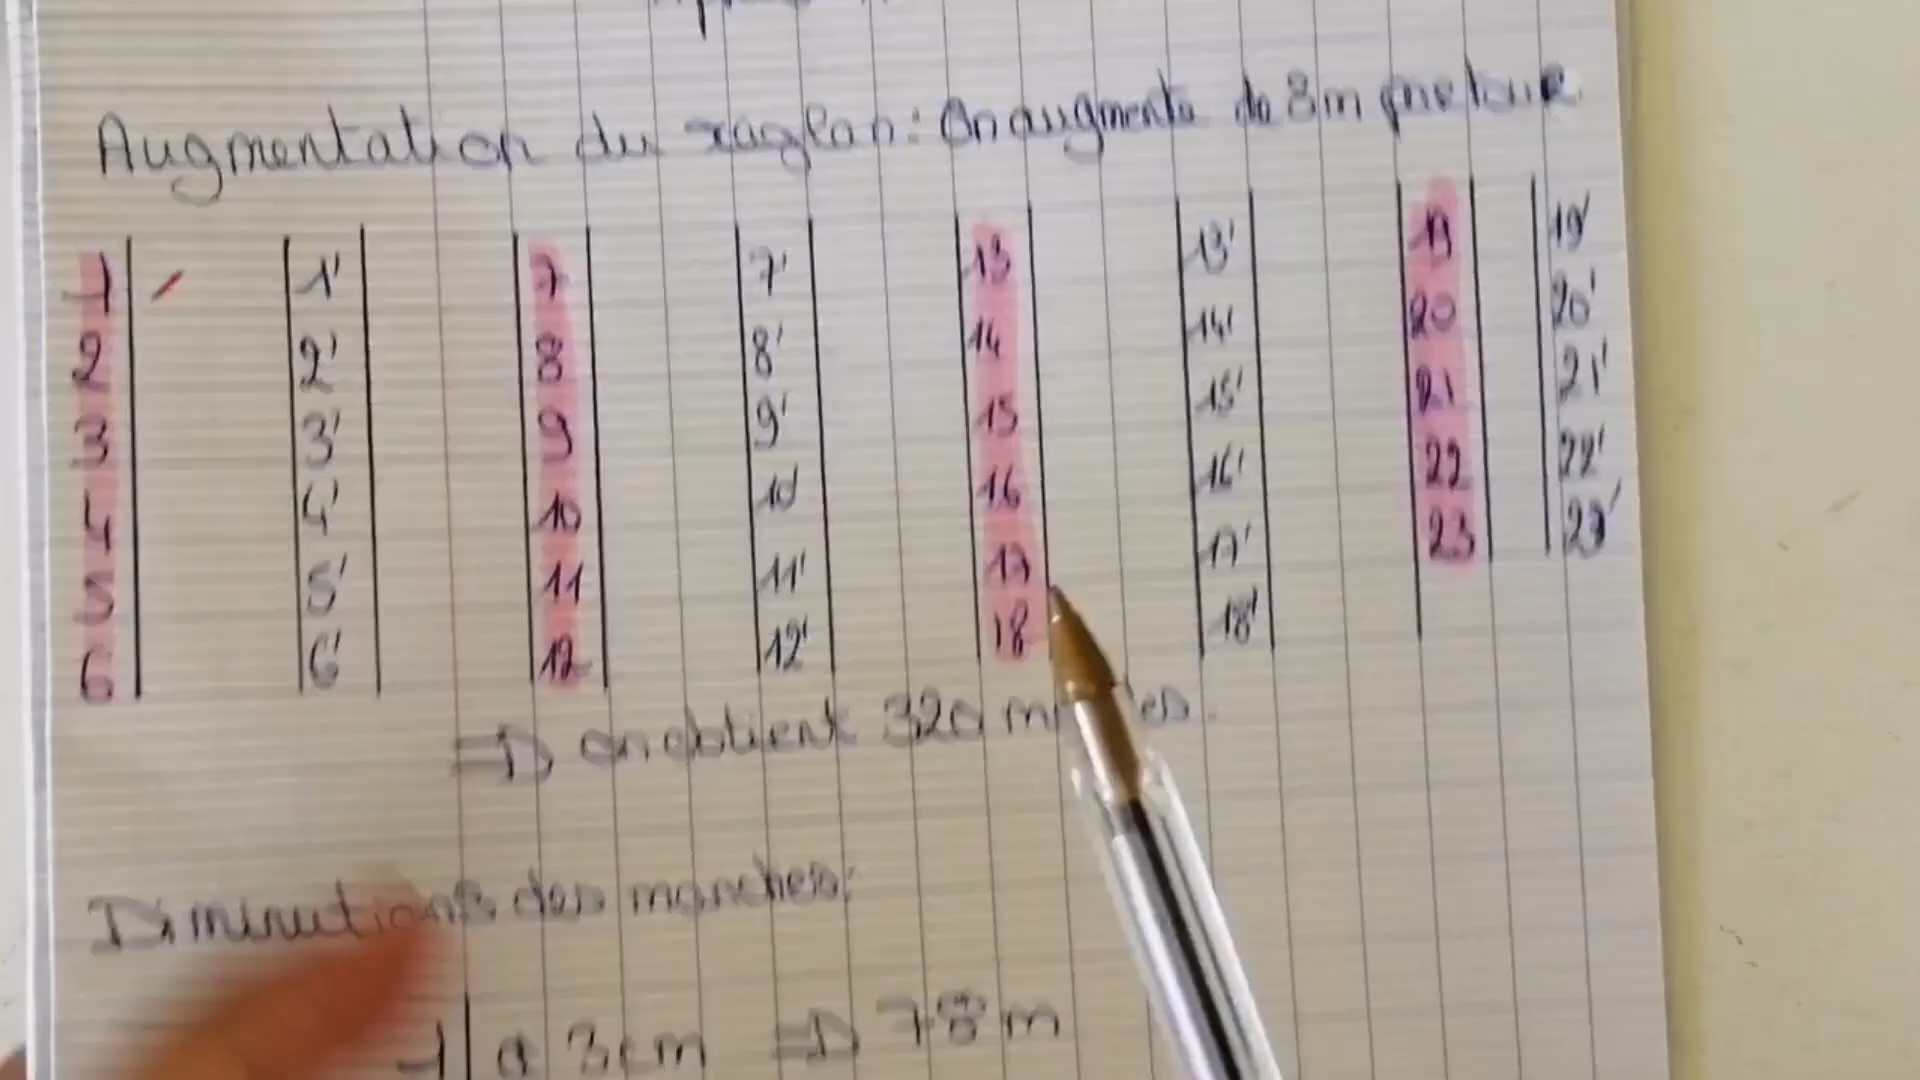 Augmentation du raglan: On augmente de 8m par tour
1 1' 7 7' 13 13' 19 19'
2 2' 8 8' 14 14' 20 20'
3 3' 9 9' 15 15' 21 21'
4 4' 10 10' 16 16' 22 22'
5 5' 11 11' 17 17' 23 23'
6 6' 12 12' 18 18'
=> on obtient 320
Diminutions des manches:
1 à 3cm => 78m